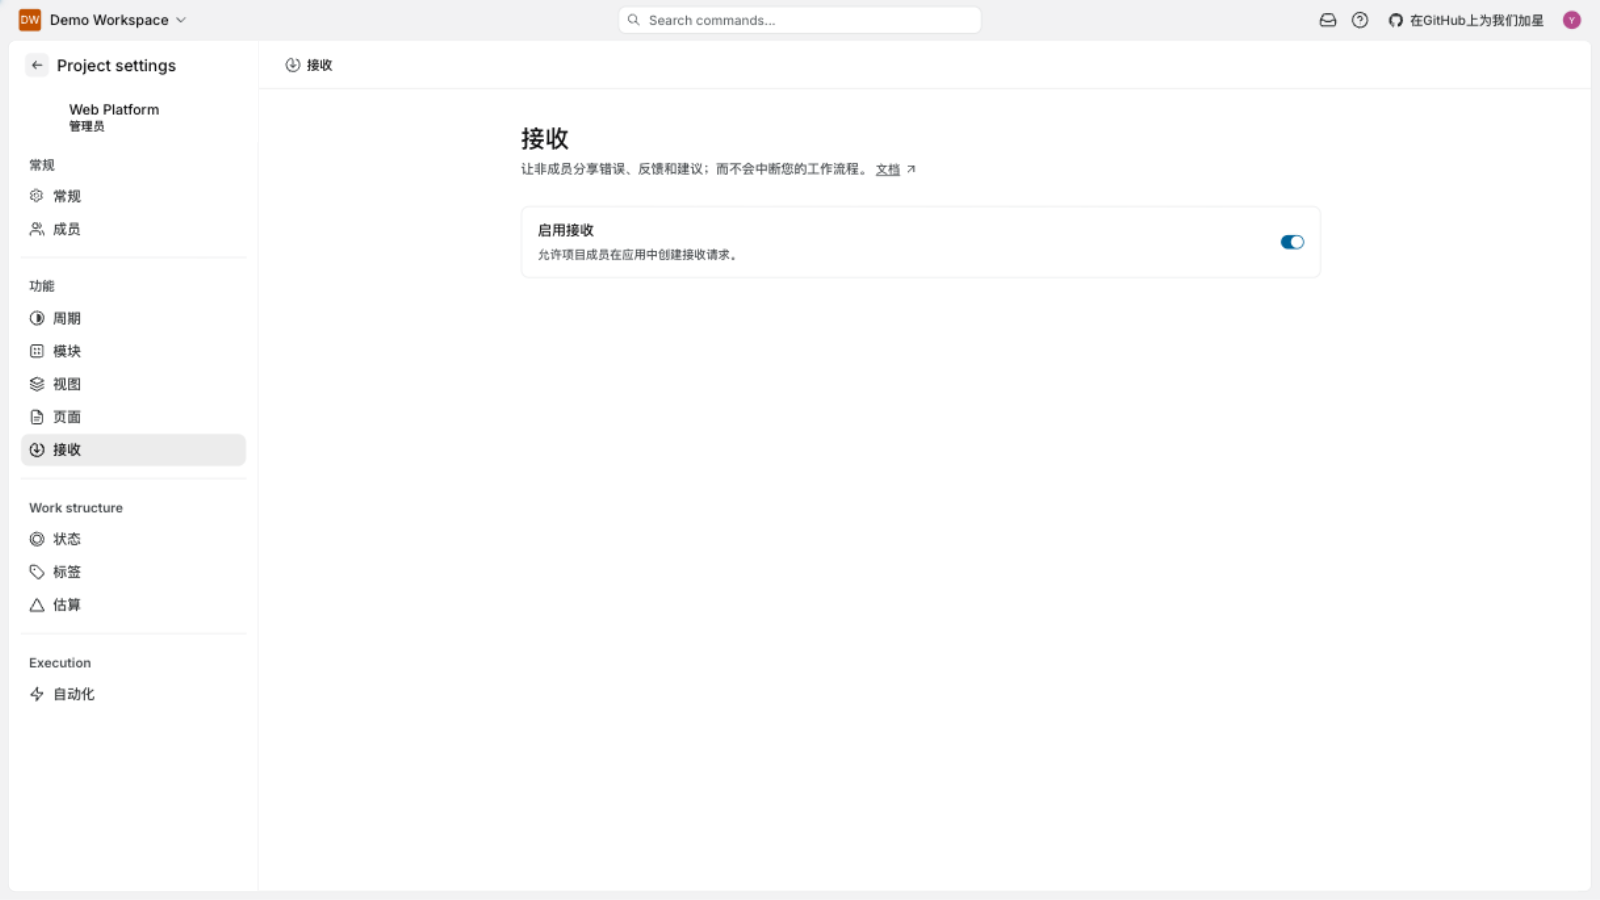 DW Demo Workspace
Search commands...
在GitHub上为我们加星
Y
Project settings
接收
Web Platform
管理员
常规
常规
成员
功能
周期
模块
视图
页面
接收
Work structure
状态
标签
估算
Execution
自动化
接收
让非成员分享错误、反馈和建议；而不会中断您的工作流程。 文档
启用接收
允许项目成员在应用中创建接收请求。